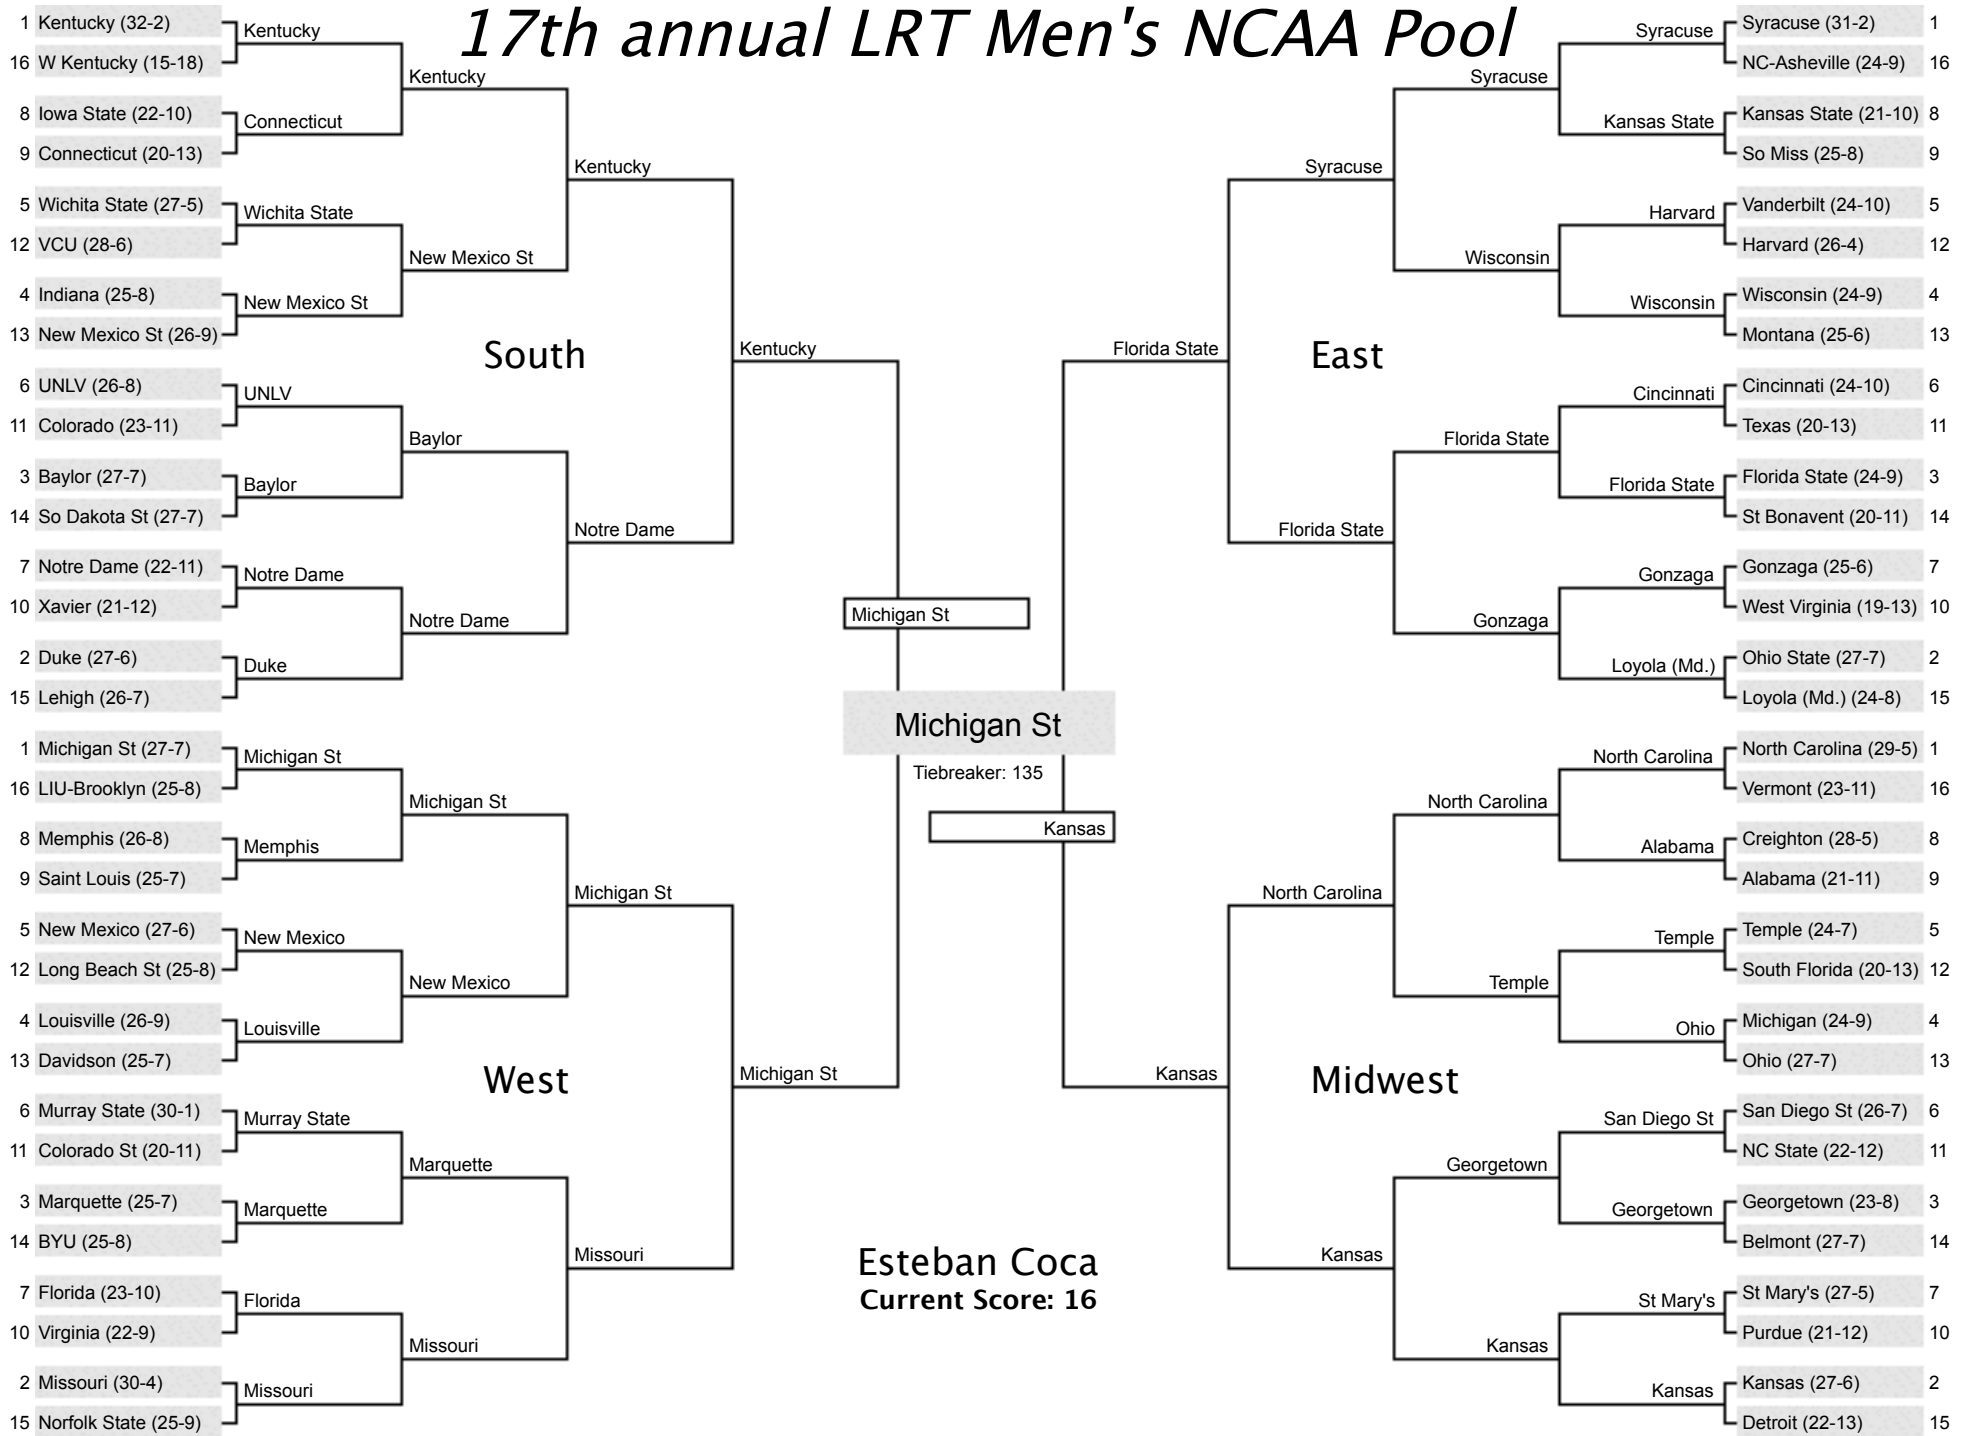 17th annual LRT Men's NCAA Pool
1 Kentucky (32-2)
16 W Kentucky (15-18)
8 Iowa State (22-10)
9 Connecticut (20-13)
5 Wichita State (27-5)
12 VCU (28-6)
4 Indiana (25-8)
13 New Mexico St (26-9)
6 UNLV (26-8)
11 Colorado (23-11)
3 Baylor (27-7)
14 So Dakota St (27-7)
7 Notre Dame (22-11)
10 Xavier (21-12)
2 Duke (27-6)
15 Lehigh (26-7)
Kentucky
Connecticut
Wichita State
New Mexico St
UNLV
Baylor
Notre Dame
Duke
Kentucky
New Mexico St
Baylor
Notre Dame
Kentucky
Notre Dame
Kentucky
South
1 Michigan St (27-7)
16 LIU-Brooklyn (25-8)
8 Memphis (26-8)
9 Saint Louis (25-7)
5 New Mexico (27-6)
12 Long Beach St (25-8)
4 Louisville (26-9)
13 Davidson (25-7)
6 Murray State (30-1)
11 Colorado St (20-11)
3 Marquette (25-7)
14 BYU (25-8)
7 Florida (23-10)
10 Virginia (22-9)
2 Missouri (30-4)
15 Norfolk State (25-9)
Michigan St
Memphis
New Mexico
Louisville
Murray State
Marquette
Florida
Missouri
Michigan St
New Mexico
Marquette
Missouri
Michigan St
Missouri
Michigan St
West
Michigan St
Michigan St
Tiebreaker: 135
Kansas
Esteban Coca
Current Score: 16
Syracuse (31-2) 1
NC-Asheville (24-9) 16
Kansas State (21-10) 8
So Miss (25-8) 9
Vanderbilt (24-10) 5
Harvard (26-4) 12
Wisconsin (24-9) 4
Montana (25-6) 13
Cincinnati (24-10) 6
Texas (20-13) 11
Florida State (24-9) 3
St Bonavent (20-11) 14
Gonzaga (25-6) 7
West Virginia (19-13) 10
Ohio State (27-7) 2
Loyola (Md.) (24-8) 15
Syracuse
Kansas State
Harvard
Wisconsin
Cincinnati
Florida State
Gonzaga
Loyola (Md.)
Syracuse
Wisconsin
Florida State
Gonzaga
Syracuse
Florida State
Florida State
East
North Carolina (29-5) 1
Vermont (23-11) 16
Creighton (28-5) 8
Alabama (21-11) 9
Temple (24-7) 5
South Florida (20-13) 12
Michigan (24-9) 4
Ohio (27-7) 13
San Diego St (26-7) 6
NC State (22-12) 11
Georgetown (23-8) 3
Belmont (27-7) 14
St Mary's (27-5) 7
Purdue (21-12) 10
Kansas (27-6) 2
Detroit (22-13) 15
North Carolina
Alabama
Temple
Ohio
San Diego St
Georgetown
St Mary's
Kansas
North Carolina
Temple
Georgetown
Kansas
North Carolina
Kansas
Kansas
Midwest